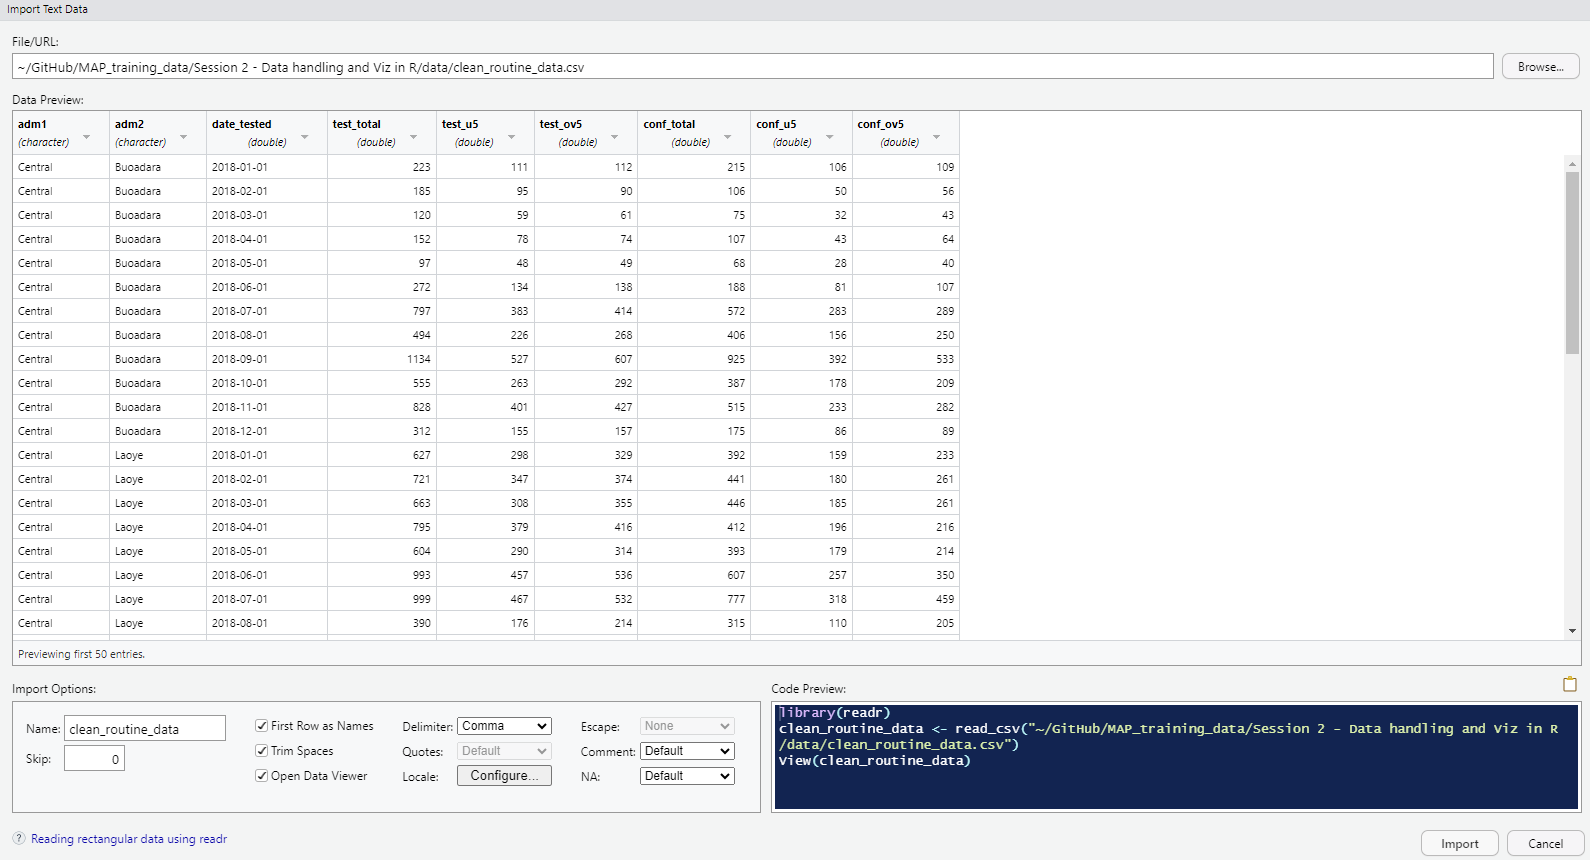 Import Text Data
File/URL:
~/GitHub/MAP_training_data/Session 2 - Data handling and Viz in R/data/clean_routine_data.csv
Browse...
Data Preview:
adm1 adm2 date_tested test_total test_u5 test_ov5 conf_total conf_u5 conf_ov5
(character) (character) (double) (double) (double) (double) (double) (double) (double)
Central Buoadara 2018-01-01 223 111 112 215 106 109
Central Buoadara 2018-02-01 185 95 90 106 50 56
Central Buoadara 2018-03-01 120 59 61 75 32 43
Central Buoadara 2018-04-01 152 78 74 107 43 64
Central Buoadara 2018-05-01 97 48 49 68 28 40
Central Buoadara 2018-06-01 272 134 138 188 81 107
Central Buoadara 2018-07-01 797 383 414 572 283 289
Central Buoadara 2018-08-01 494 226 268 406 156 250
Central Buoadara 2018-09-01 1134 527 607 925 392 533
Central Buoadara 2018-10-01 555 263 292 387 178 209
Central Buoadara 2018-11-01 828 401 427 515 233 282
Central Buoadara 2018-12-01 312 155 157 175 86 89
Central Laoye 2018-01-01 627 298 329 392 159 233
Central Laoye 2018-02-01 721 347 374 441 180 261
Central Laoye 2018-03-01 663 308 355 446 185 261
Central Laoye 2018-04-01 795 379 416 412 196 216
Central Laoye 2018-05-01 604 290 314 393 179 214
Central Laoye 2018-06-01 993 457 536 607 257 350
Central Laoye 2018-07-01 999 467 532 777 318 459
Central Laoye 2018-08-01 390 176 214 315 110 205
Previewing first 50 entries.
Import Options:
Name: clean_routine_data
Skip: 0
First Row as Names
Trim Spaces
Open Data Viewer
Delimiter: Comma
Quotes: Default
Locale: Configure...
Escape: None
Comment: Default
NA: Default
Code Preview:
library(readr)
clean_routine_data <- read_csv("~/GitHub/MAP_training_data/Session 2 - Data handling and Viz in R
/data/clean_routine_data.csv")
View(clean_routine_data)
? Reading rectangular data using readr
Import
Cancel